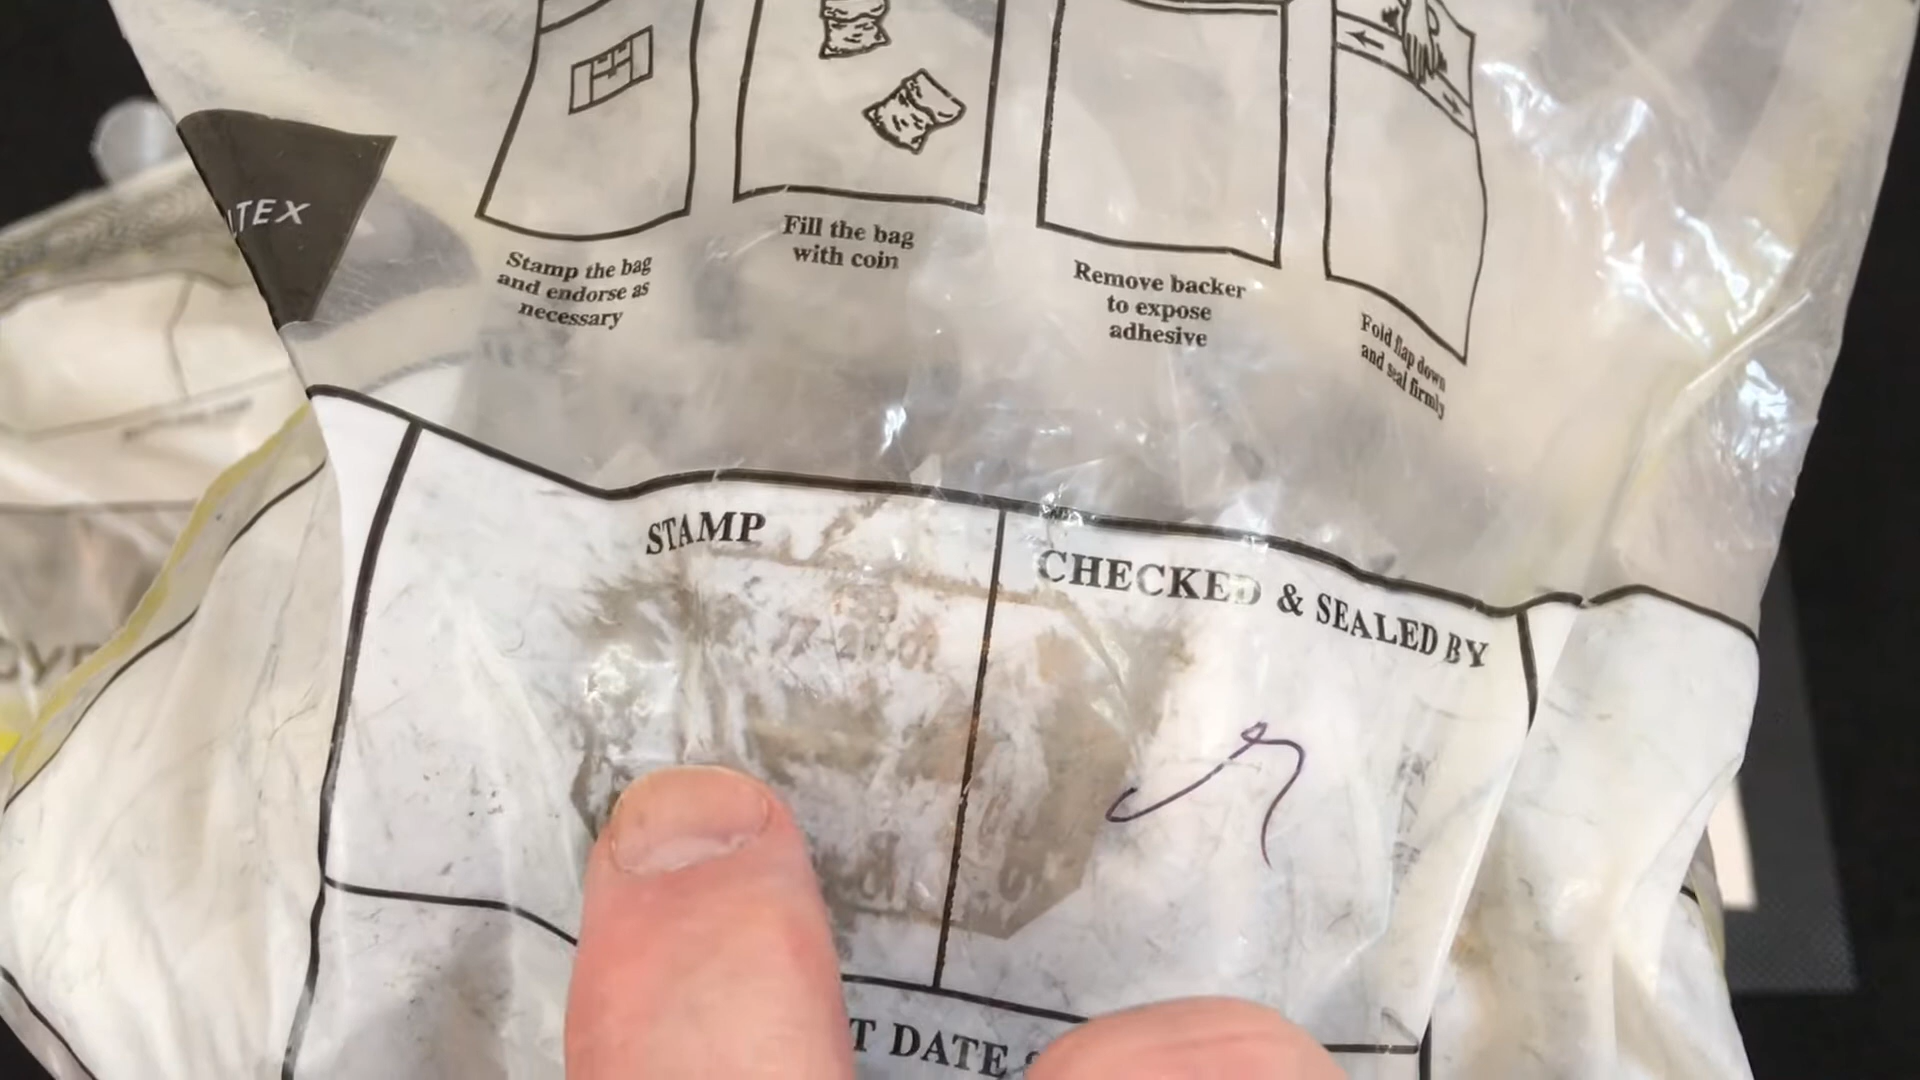 TEX
Stamp the bag
and endorse as
necessary
Fill the bag
with coin
Remove backer
to expose
adhesive
Fold flap down
and seal firmly
STAMP
CHECKED & SEALED BY
T DATE